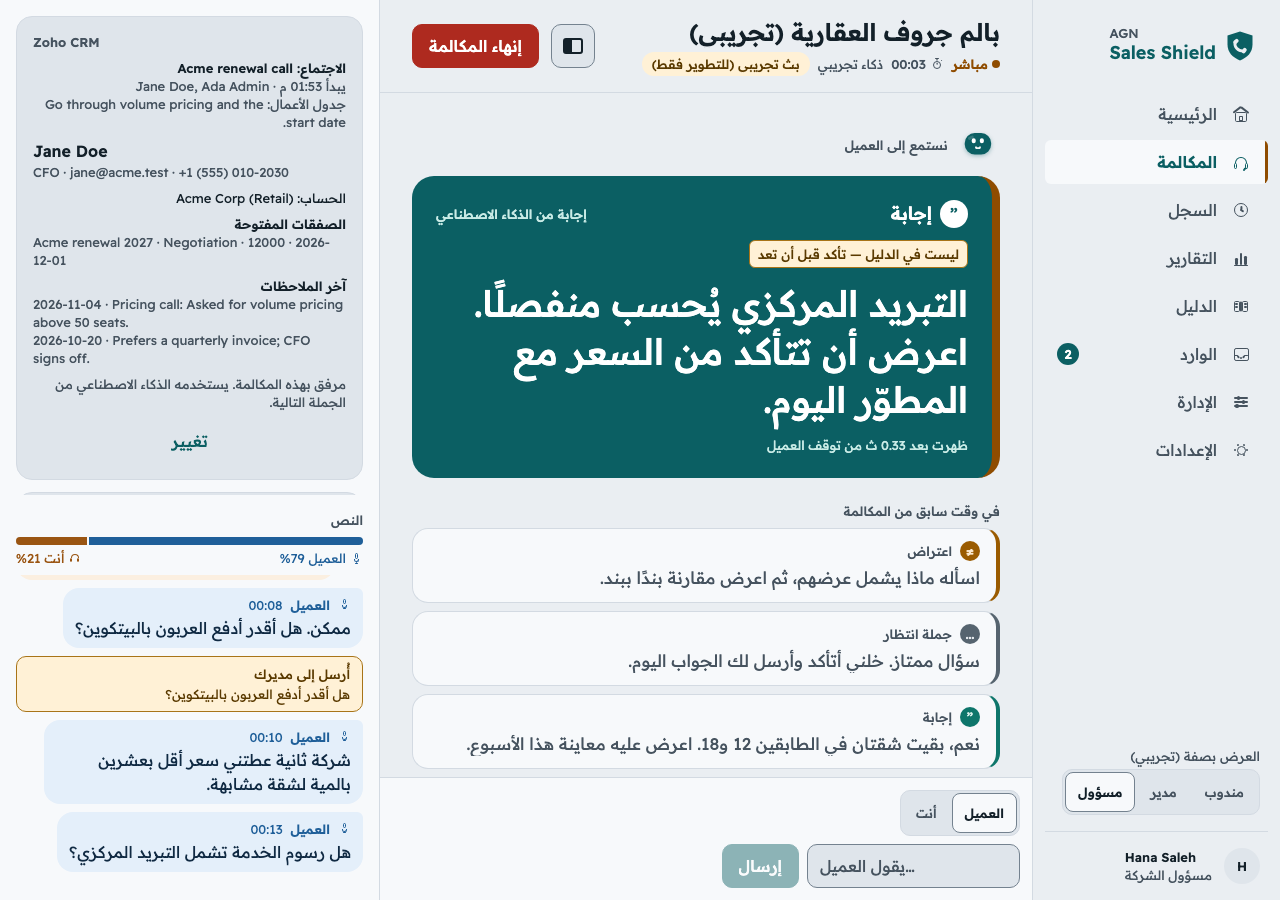 AGN
Sales Shield
الرئيسية
المكالمة
السجل
التقارير
الدليل
الوارد
2
الإدارة
الإعدادات
العرض بصفة (تجريبي)
مندوب
مدير
مسؤول
Hana Saleh
H
مسؤول الشركة
بالم جروف العقارية (تجريبي)
مباشر
00:03
ذكاء تجريبي
بث تجريبي (للتطوير فقط)
إنهاء المكالمة
نستمع إلى العميل
إجابة
إجابة من الذكاء الاصطناعي
ليست في الدليل — تأكد قبل أن تعد
التبريد المركزي يُحسب منفصلًا.
اعرض أن تتأكد من السعر مع
المطوّر اليوم.
ظهرت بعد 0.33 ث من توقف العميل
في وقت سابق من المكالمة
≠ اعتراض
اسأله ماذا يشمل عرضهم، ثم اعرض مقارنة بندًا ببند.
… جملة انتظار
سؤال ممتاز. خلني أتأكد وأرسل لك الجواب اليوم.
” إجابة
نعم، بقيت شقتان في الطابقين 12 و18. اعرض عليه معاينة هذا الأسبوع.
العميل
أنت
يقول العميل...
إرسال
Zoho CRM
الاجتماع: Acme renewal call
يبدأ 01:53 م · Jane Doe, Ada Admin
جدول الأعمال: Go through volume pricing and the
start date.
Jane Doe
CFO · jane@acme.test · +1 (555) 010-2030
الحساب: Acme Corp (Retail)
الصفقات المفتوحة
Acme renewal 2027 · Negotiation · 12000 · 2026-
12-01
آخر الملاحظات
2026-11-04 · Pricing call: Asked for volume pricing
above 50 seats.
2026-10-20 · Prefers a quarterly invoice; CFO
signs off.
مرفق بهذه المكالمة. يستخدمه الذكاء الاصطناعي من
الجملة التالية.
تغيير
النص
العميل 79%
أنت 21%
العميل 00:08
ممكن. هل أقدر أدفع العربون بالبيتكوين؟
أُرسل إلى مديرك
هل أقدر أدفع العربون بالبيتكوين؟
العميل 00:10
شركة ثانية عطتني سعر أقل بعشرين
بالمية لشقة مشابهة.
العميل 00:13
هل رسوم الخدمة تشمل التبريد المركزي؟